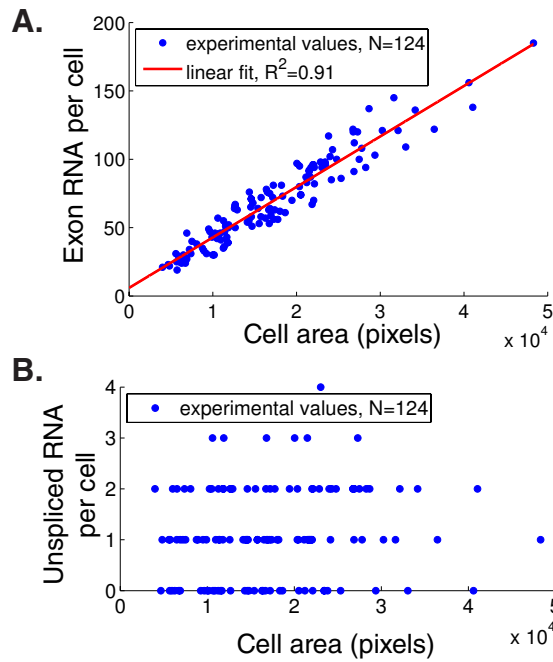 A.
experimental values, N=124
linear fit, R²=0.91
Exon RNA per cell
200
150
100
50
0
0 1 2 3 4 5
x 10⁴
Cell area (pixels)
B.
experimental values, N=124
Unspliced RNA
per cell
4
3
2
1
0
0 1 2 3 4 5
x 10⁴
Cell area (pixels)